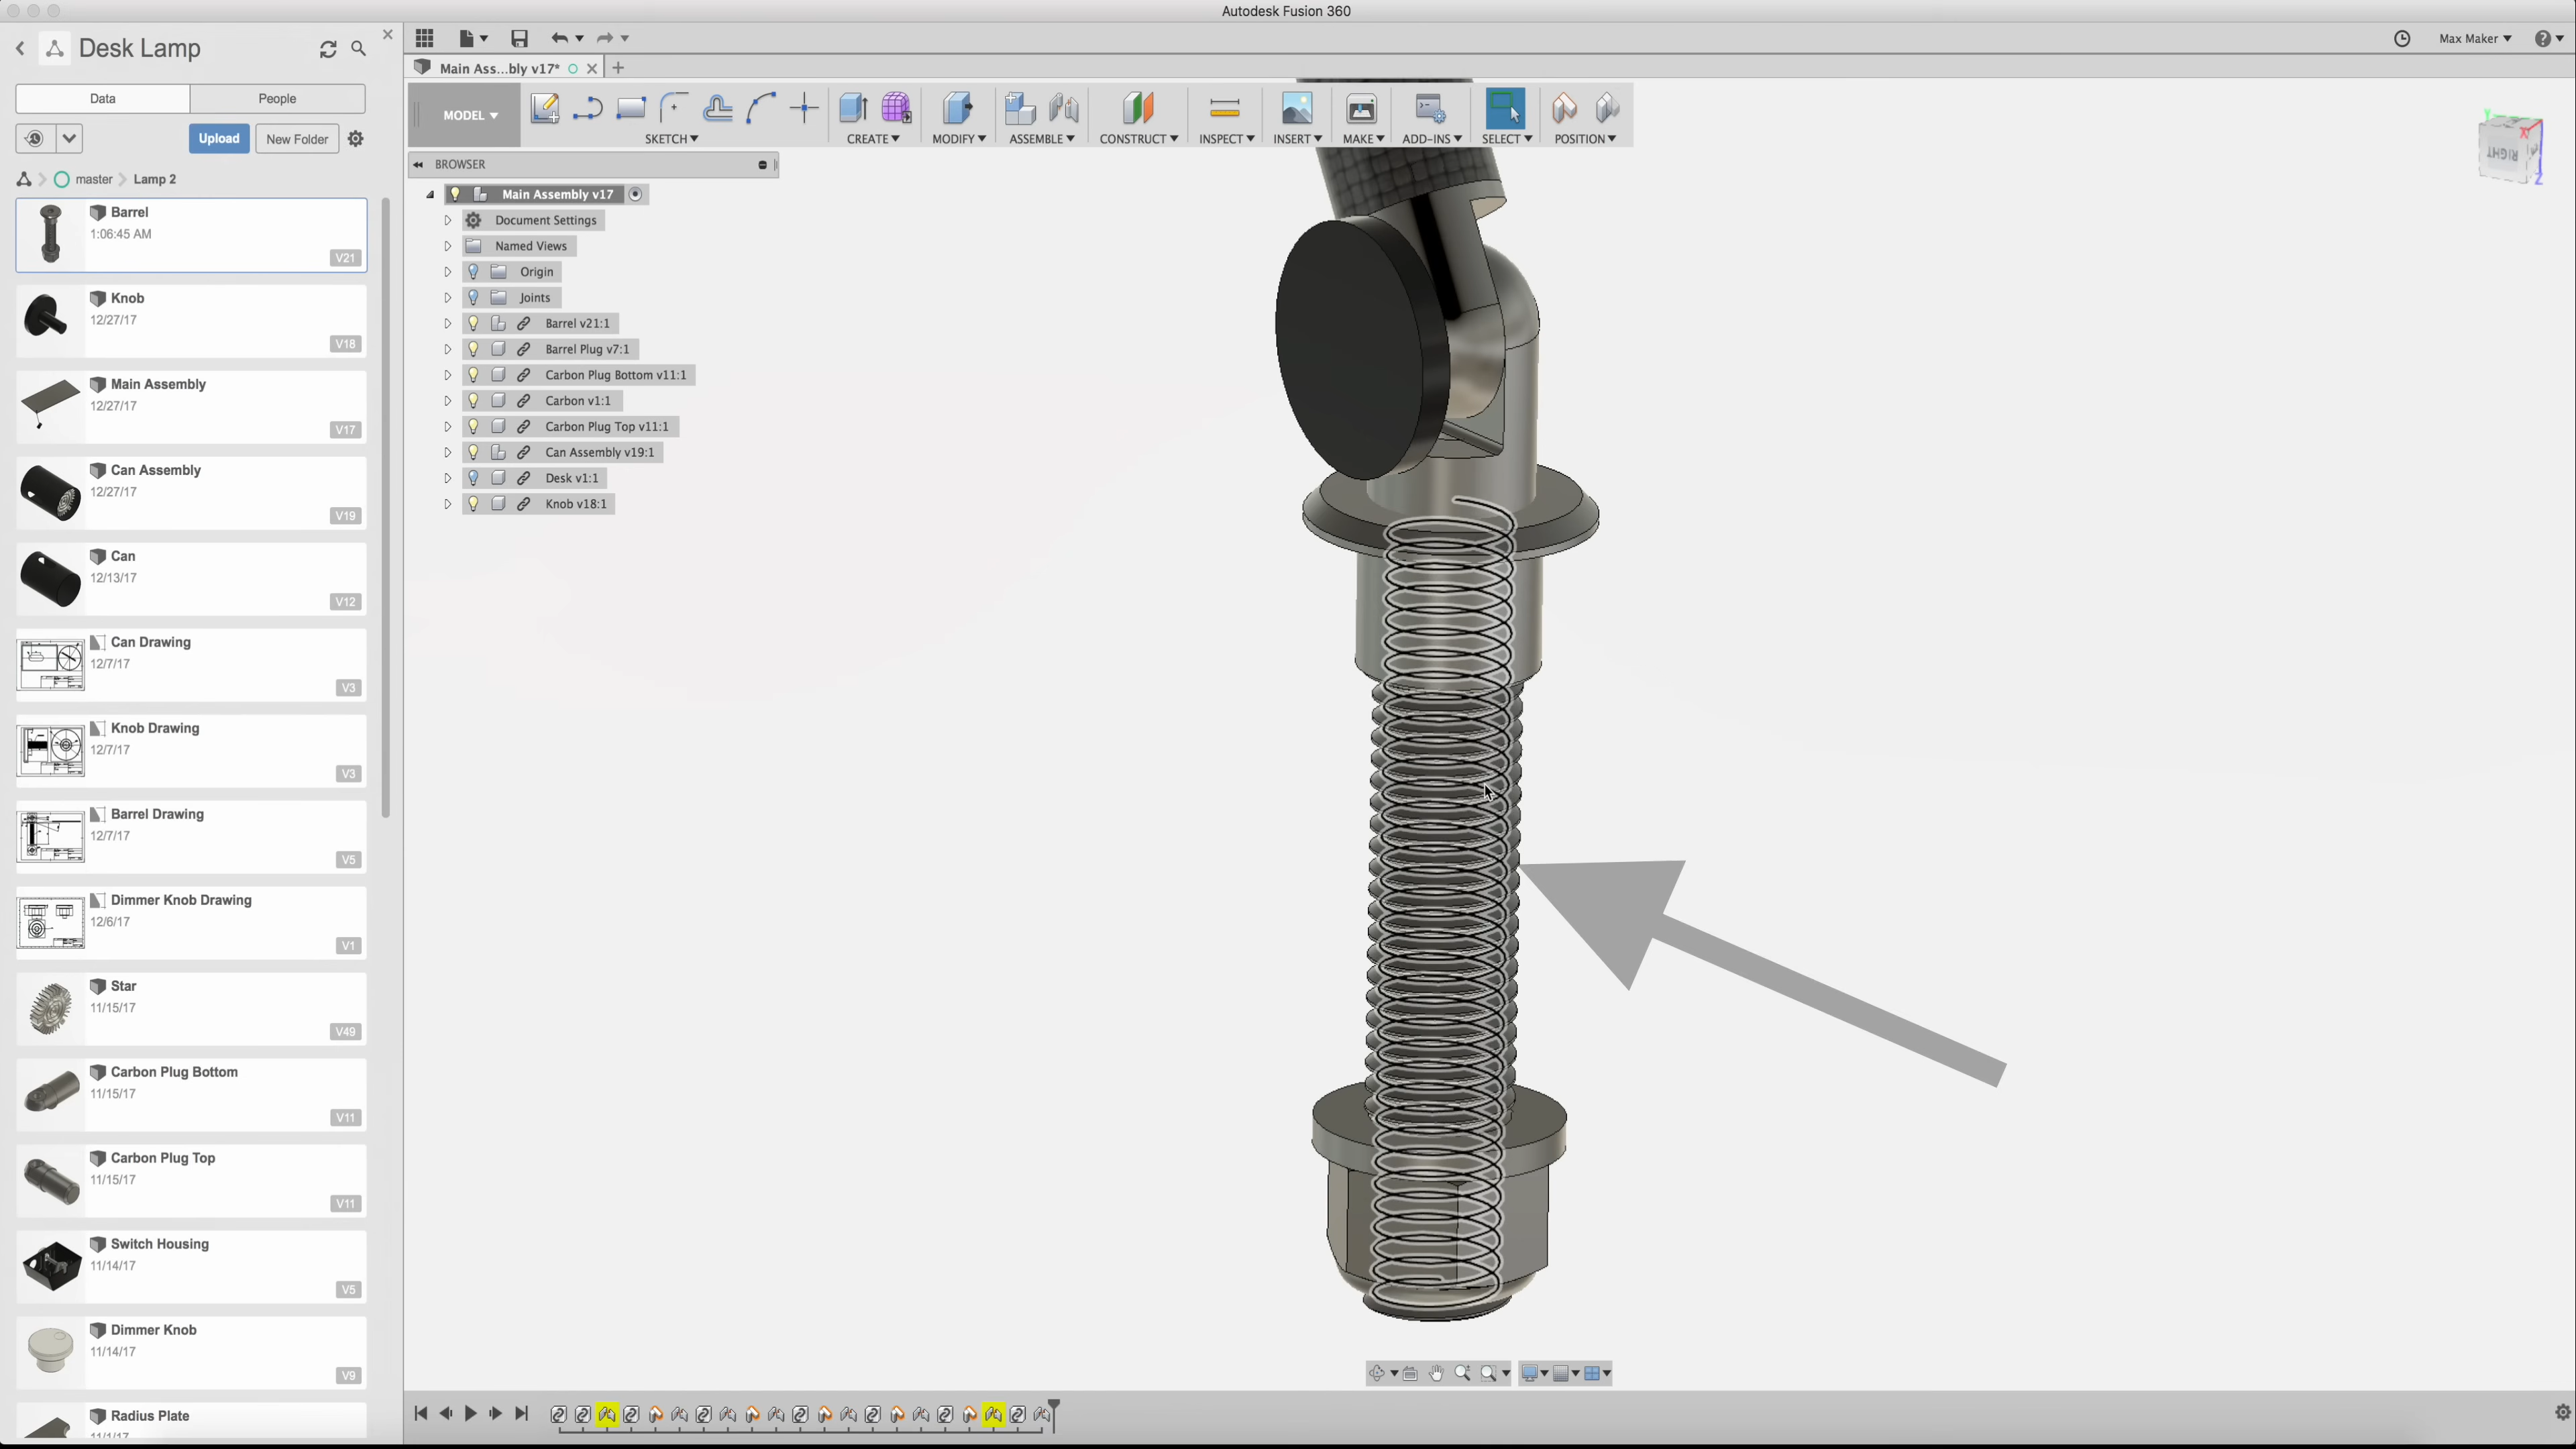 Autodesk Fusion 360
Desk Lamp
Max Maker
Main Ass...bly v17*
Data
People
MODEL
SKETCH
CREATE
MODIFY
ASSEMBLE
CONSTRUCT
INSPECT
INSERT
MAKE
ADD-INS
SELECT
POSITION
Upload
New Folder
master
Lamp 2
BROWSER
Main Assembly v17
Document Settings
Named Views
Origin
Joints
Barrel v21:1
Barrel Plug v7:1
Carbon Plug Bottom v11:1
Carbon v1:1
Carbon Plug Top v11:1
Can Assembly v19:1
Desk v1:1
Knob v18:1
Barrel
1:06:45 AM
V21
Knob
12/27/17
V18
Main Assembly
12/27/17
V17
Can Assembly
12/27/17
V19
Can
12/13/17
V12
Can Drawing
12/7/17
V3
Knob Drawing
12/7/17
V3
Barrel Drawing
12/7/17
V5
Dimmer Knob Drawing
12/6/17
V1
Star
11/15/17
V49
Carbon Plug Bottom
11/15/17
V11
Carbon Plug Top
11/15/17
V11
Switch Housing
11/14/17
V5
Dimmer Knob
11/14/17
V9
Radius Plate
11/1/17
RIGHT
Y
X
Z